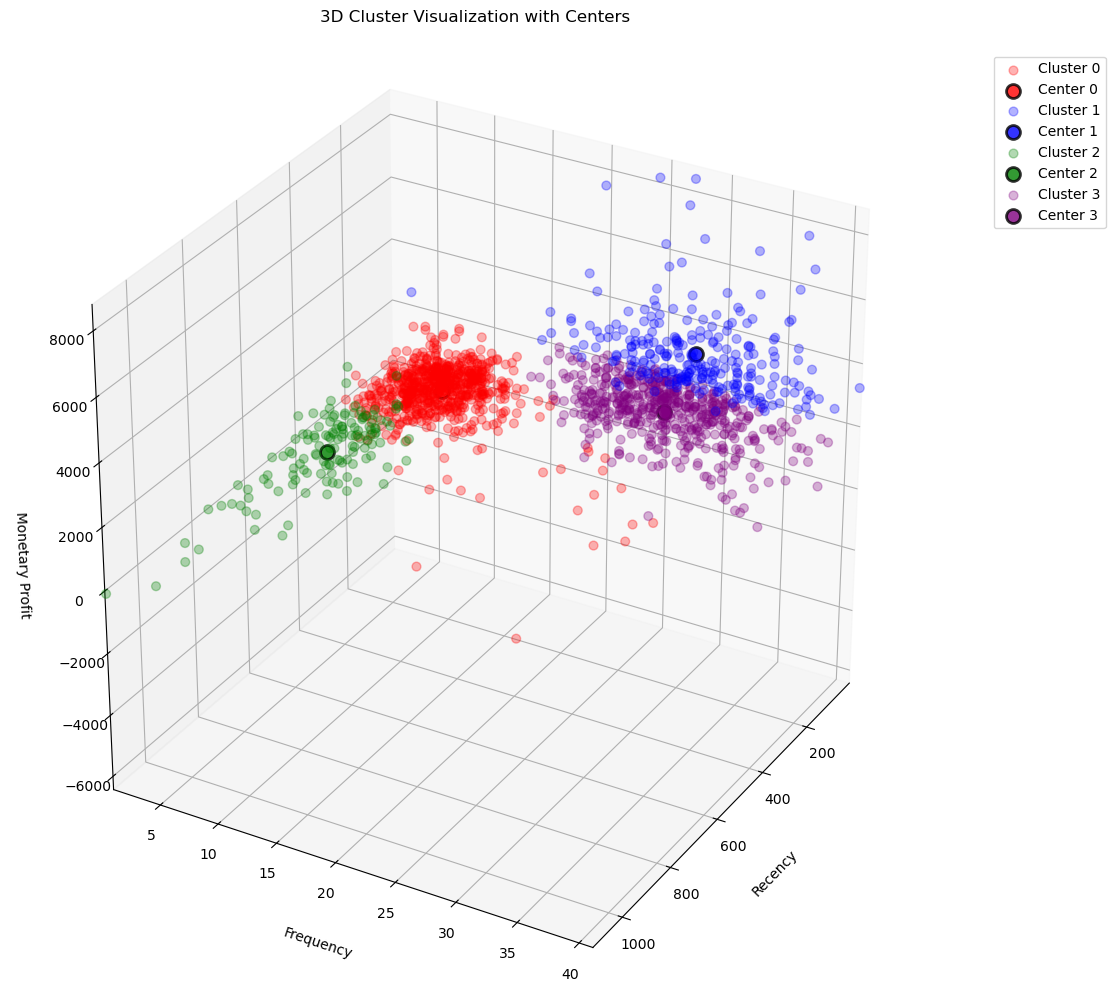 3D Cluster Visualization with Centers
Cluster 0
Center 0
Cluster 1
Center 1
Cluster 2
Center 2
Cluster 3
Center 3
8000
6000
4000
2000
0
−2000
−4000
−6000
Monetary Profit
5
10
15
20
25
30
35
40
Frequency
200
400
600
800
1000
Recency